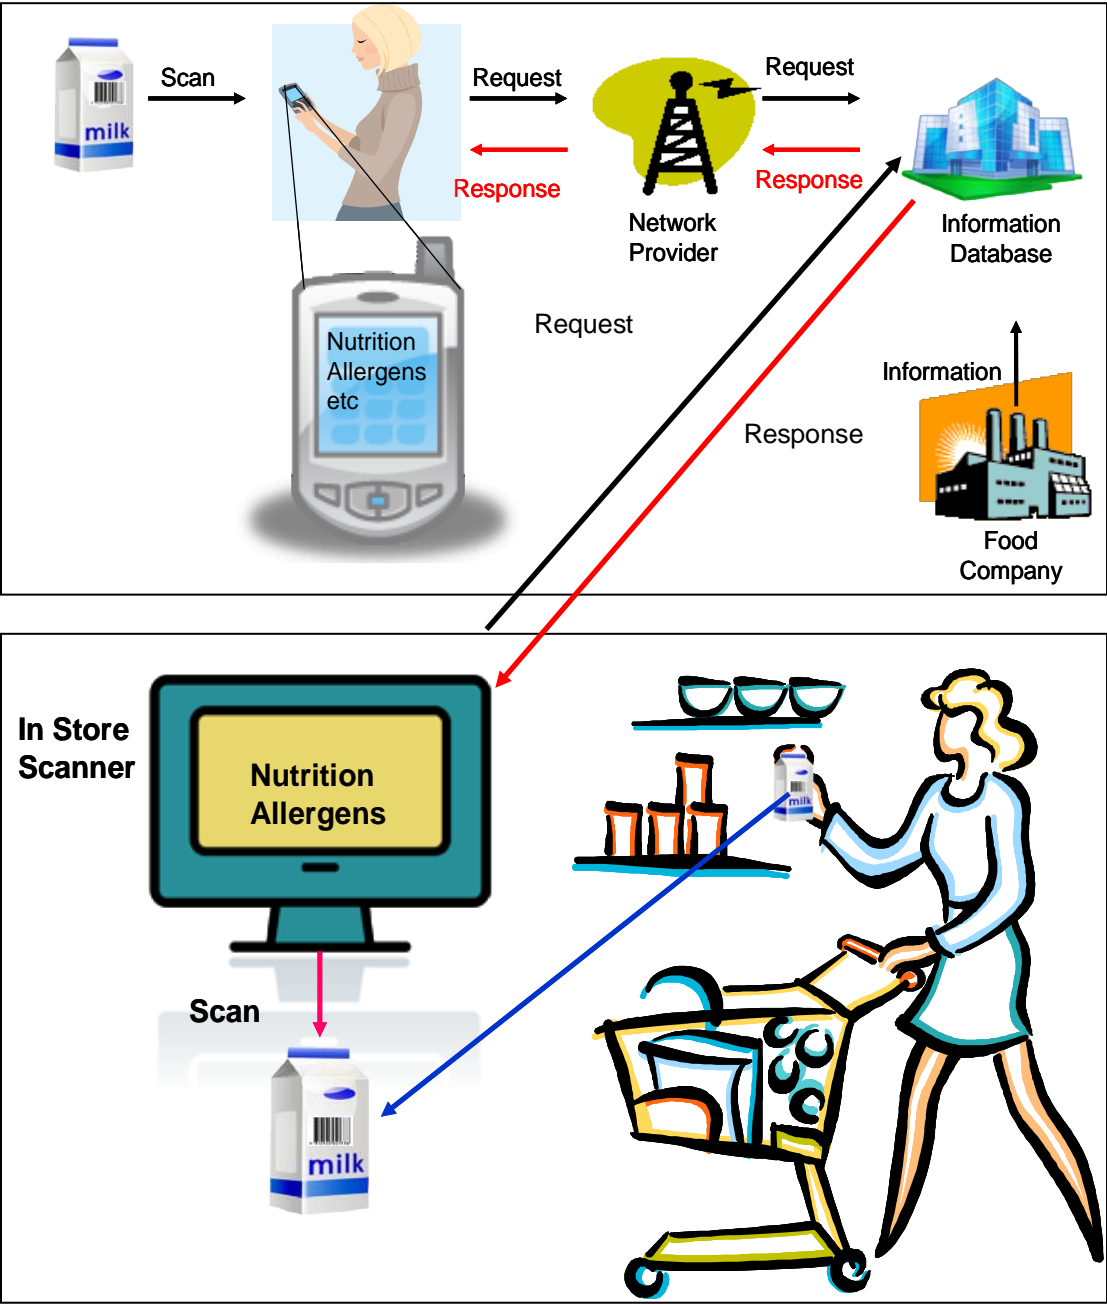 Scan
Request
Request
milk
Response
Response
Network
Provider
Information
Database
Request
Nutrition
Allergens
etc
Information
Response
Food
Company
In Store
Scanner
Nutrition
Allergens
milk
Scan
milk